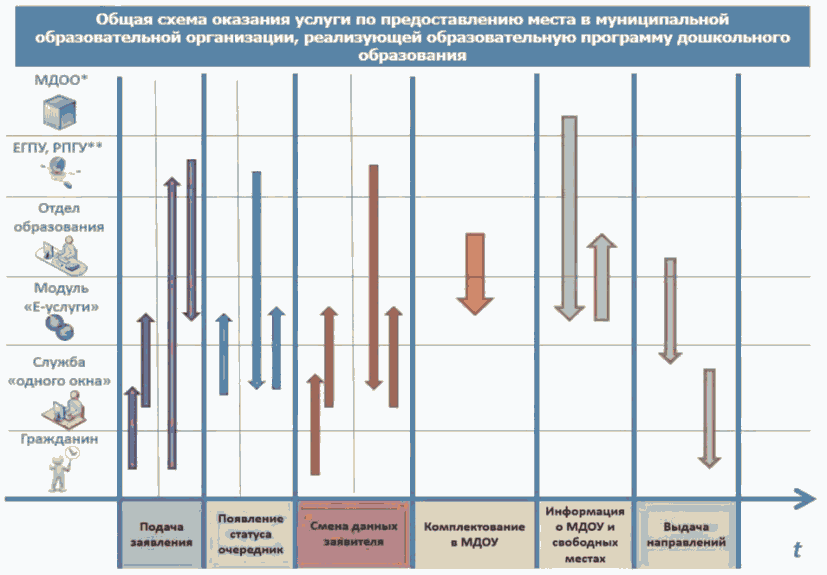 Общая схема оказания услуги по предоставлению места в муниципальной
образовательной организации, реализующей образовательную программу дошкольного
образования
МДОО*
ЕГПУ, РПГУ**
Отдел
образования
Модуль
«Е-услуги»
Служба
«одного окна»
Гражданин
Подача
заявления
Появление
статуса
очередник
Смена данных
заявителя
Комплектование
в МДОУ
Информация
о МДОУ и
свободных
местах
Выдача
направлений
t